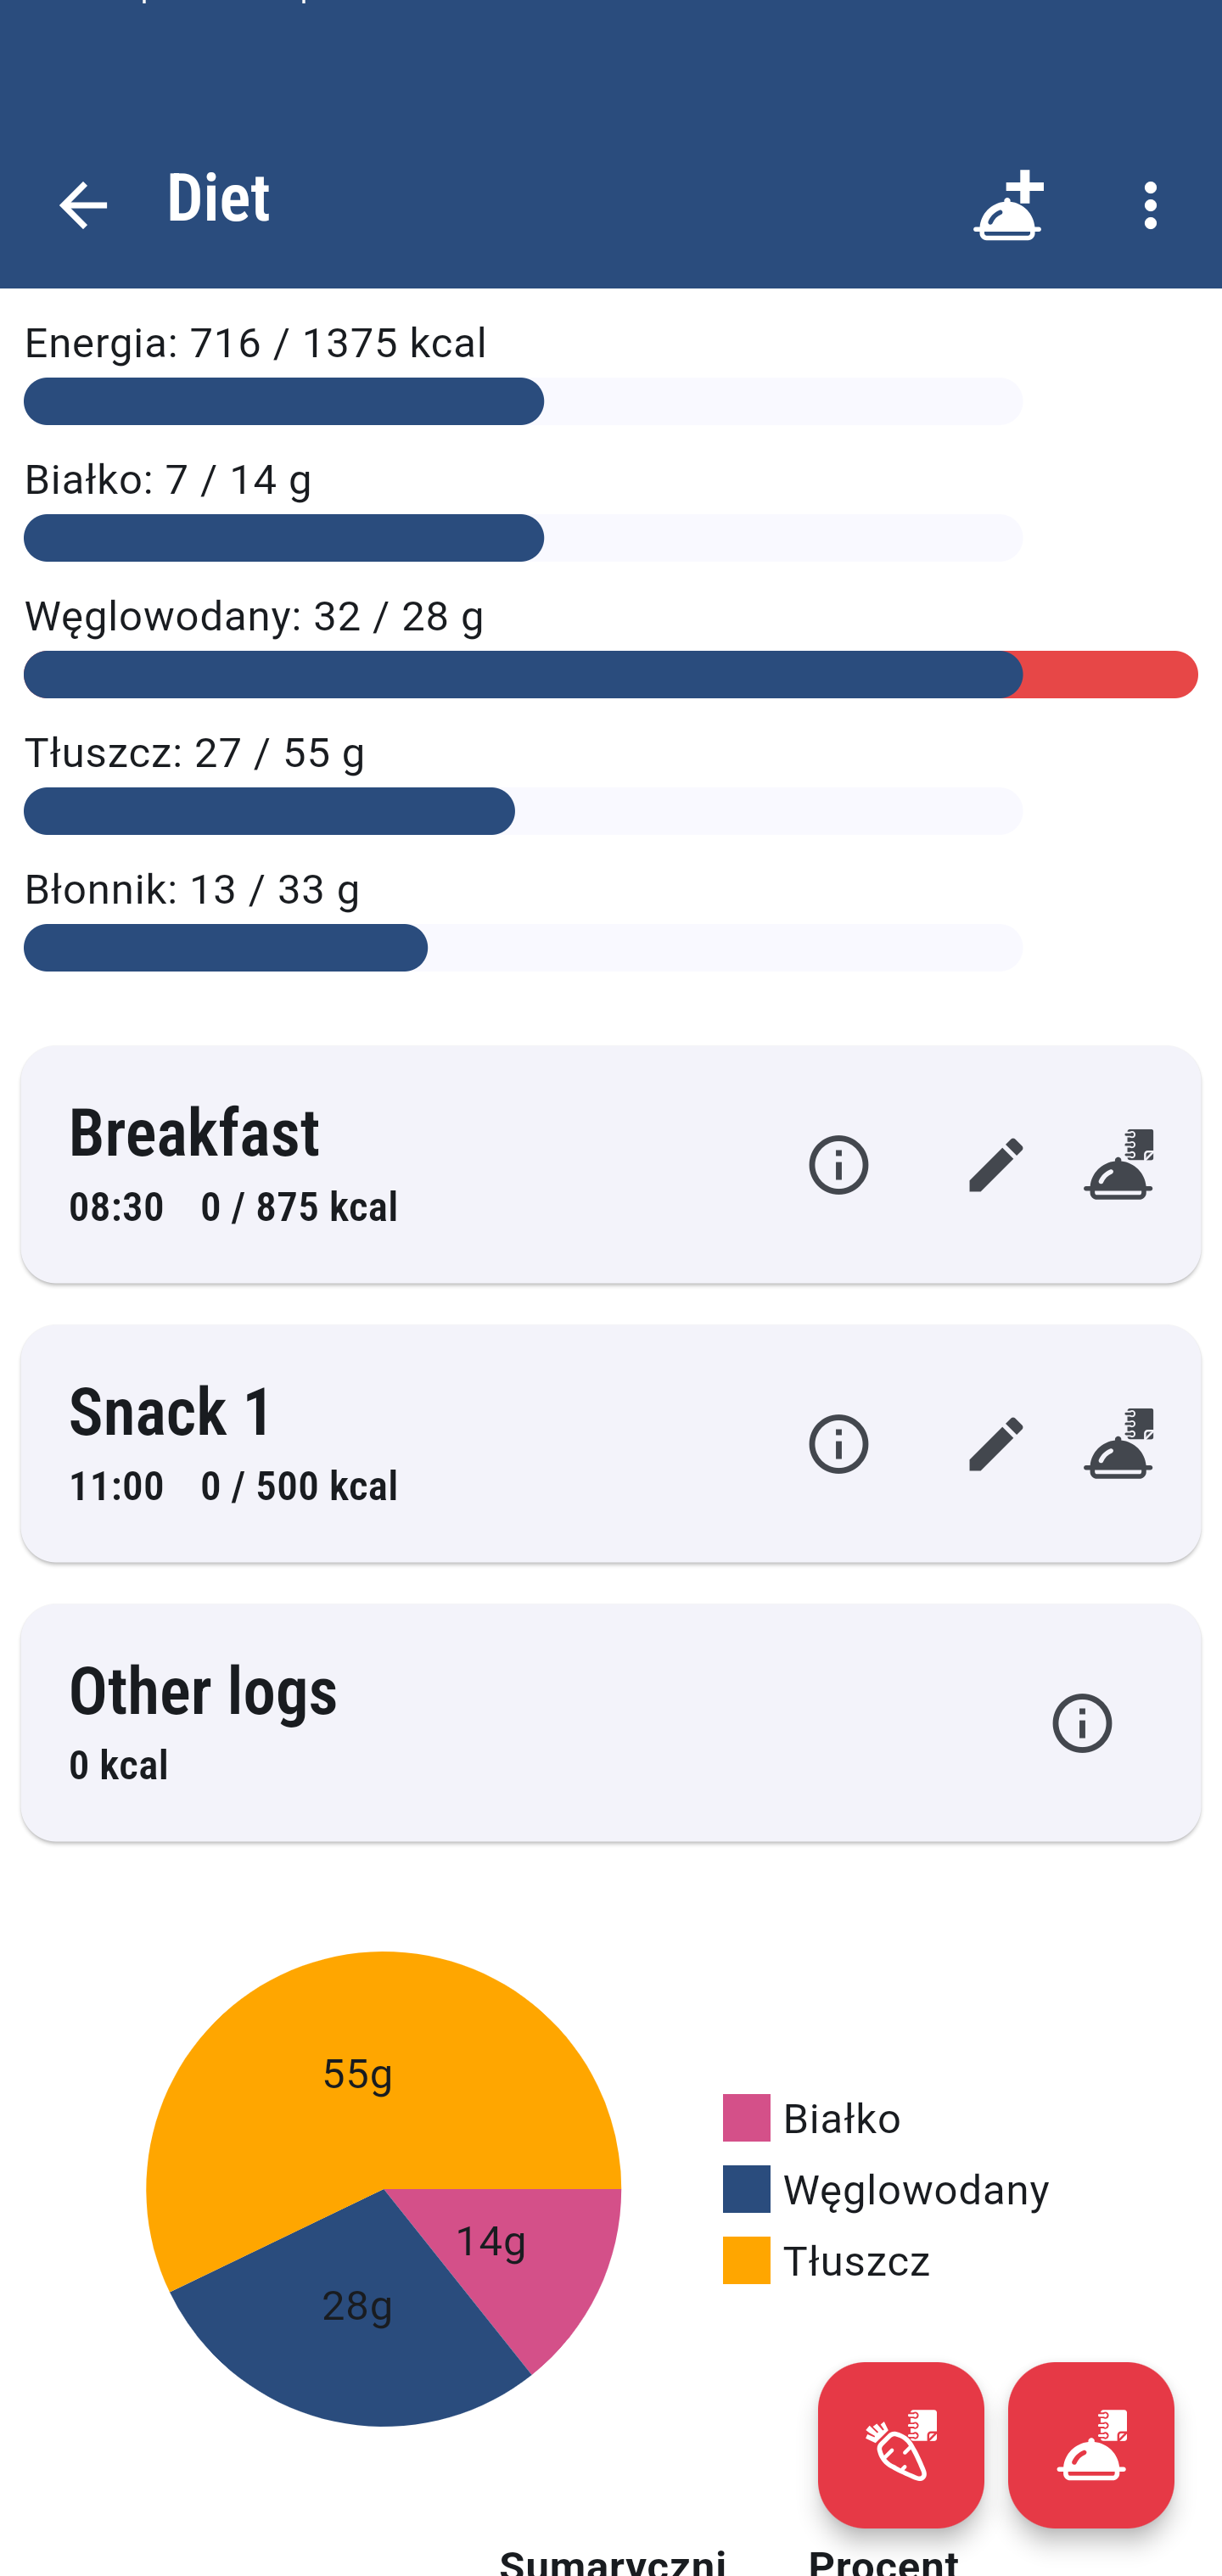 Diet
Energia: 716 / 1375 kcal
Białko: 7 / 14 g
Węglowodany: 32 / 28 g
Tłuszcz: 27 / 55 g
Błonnik: 13 / 33 g
Breakfast
08:30 0 / 875 kcal
Snack 1
11:00 0 / 500 kcal
Other logs
0 kcal
55g
14g
28g
Białko
Węglowodany
Tłuszcz
Sumaryczni Procent